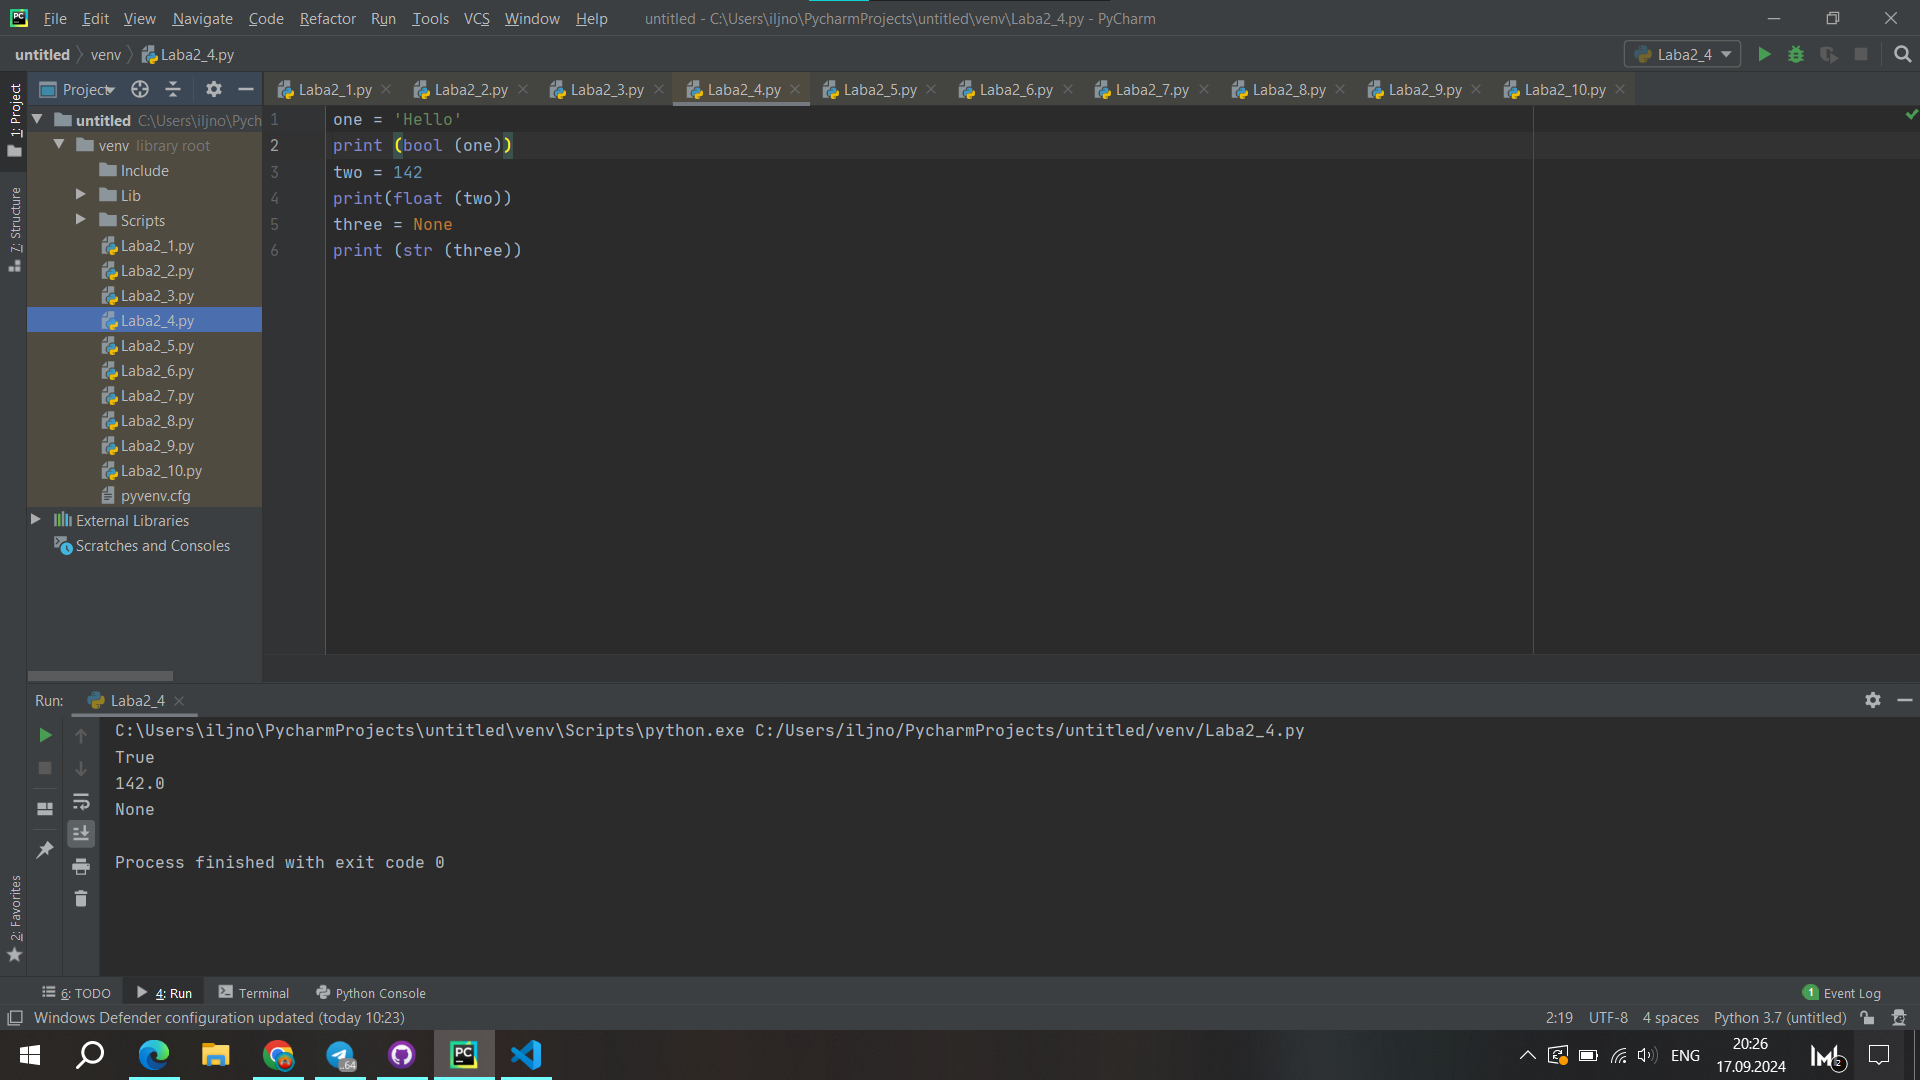 File Edit View Navigate Code Refactor Run Tools VCS Window Help untitled - C:\Users\iljno\PycharmProjects\untitled\venv\Laba2_4.py - PyCharm
untitled venv Laba2_4.py Laba2_4
Project Laba2_1.py Laba2_2.py Laba2_3.py Laba2_4.py Laba2_5.py Laba2_6.py Laba2_7.py Laba2_8.py Laba2_9.py Laba2_10.py
1: Project
7: Structure
2: Favorites
untitled C:\Users\iljno\Pych
venv library root
Include
Lib
Scripts
Laba2_1.py
Laba2_2.py
Laba2_3.py
Laba2_4.py
Laba2_5.py
Laba2_6.py
Laba2_7.py
Laba2_8.py
Laba2_9.py
Laba2_10.py
pyvenv.cfg
External Libraries
Scratches and Consoles
1 one = 'Hello'
2 print (bool (one))
3 two = 142
4 print(float (two))
5 three = None
6 print (str (three))
Run: Laba2_4
C:\Users\iljno\PycharmProjects\untitled\venv\Scripts\python.exe C:/Users/iljno/PycharmProjects/untitled/venv/Laba2_4.py
True
142.0
None
Process finished with exit code 0
6: TODO 4: Run Terminal Python Console 1 Event Log
Windows Defender configuration updated (today 10:23) 2:19 UTF-8 4 spaces Python 3.7 (untitled)
PC 64 ENG 20:26
17.09.2024 2